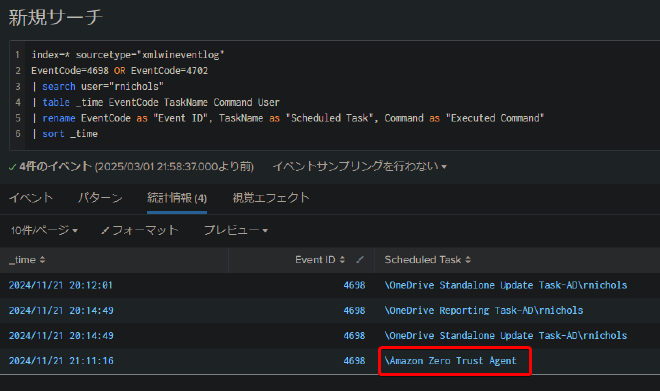 新規サーチ
1 index=* sourcetype="xmlwineventlog"
2 EventCode=4698 OR EventCode=4702
3 | search user="rnichols"
4 | table _time EventCode TaskName Command User
5 | rename EventCode as "Event ID", TaskName as "Scheduled Task", Command as "Executed Command"
6 | sort _time
✓ 4件のイベント (2025/03/01 21:58:37.000より前) イベントサンプリングを行わない ▾
イベント パターン 統計情報 (4) 視覚エフェクト
10件/ページ ▾ フォーマット プレビュー ▾
_time Event ID Scheduled Task
2024/11/21 20:12:01 4698 \OneDrive Standalone Update Task-AD\rnichols
2024/11/21 20:14:49 4698 \OneDrive Reporting Task-AD\rnichols
2024/11/21 20:14:49 4698 \OneDrive Standalone Update Task-AD\rnichols
2024/11/21 21:11:16 4698 \Amazon Zero Trust Agent